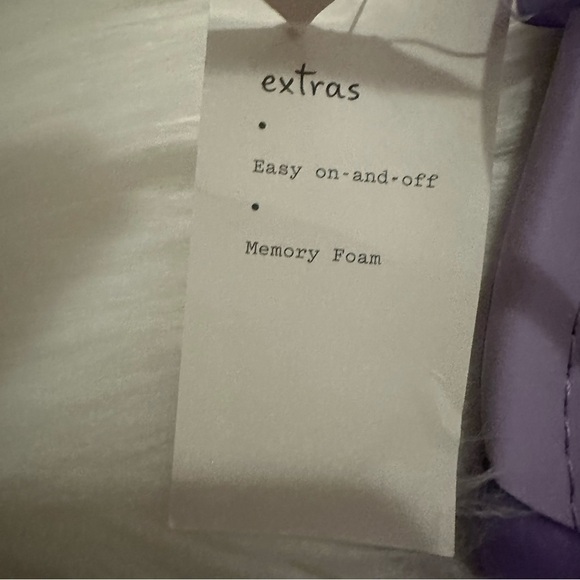 extras
•
Easy on-and-off
•
Memory Foam